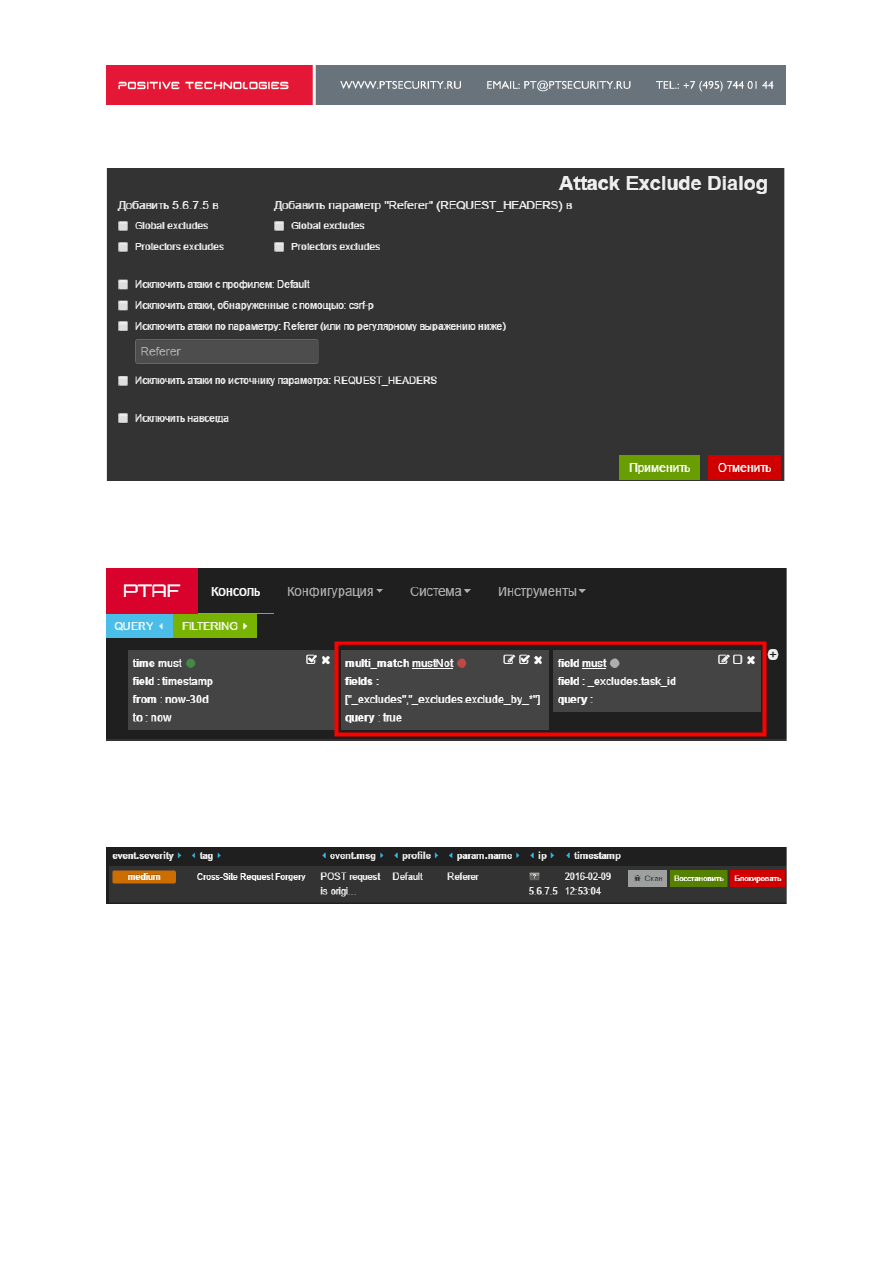 POSITIVE TECHNOLOGIES WWW.PTSECURITY.RU EMAIL: PT@PTSECURITY.RU TEL.: +7 (495) 744 01 44
Attack Exclude Dialog
Добавить 5.6.7.5 в Добавить параметр "Referer" (REQUEST_HEADERS) в
Global excludes Global excludes
Protectors excludes Protectors excludes
Исключить атаки с профилем: Default
Исключить атаки, обнаруженные с помощью: csrf-p
Исключить атаки по параметру: Referer (или по регулярному выражению ниже)
Referer
Исключить атаки по источнику параметра: REQUEST_HEADERS
Исключить навсегда
Применить Отменить
PTAF Консоль Конфигурация Система Инструменты
QUERY FILTERING
time must multi_match mustNot field must
field : timestamp fields : field : _excludes.task_id
from : now-30d ["_excludes","_excludes.exclude_by_*"] query :
to : now query : true
event.severity tag event.msg profile param.name ip timestamp
medium Cross-Site Request Forgery POST request Default Referer 2016-02-09 Скан Восстановить Блокировать
is origi... 5.6.7.5 12:53:04